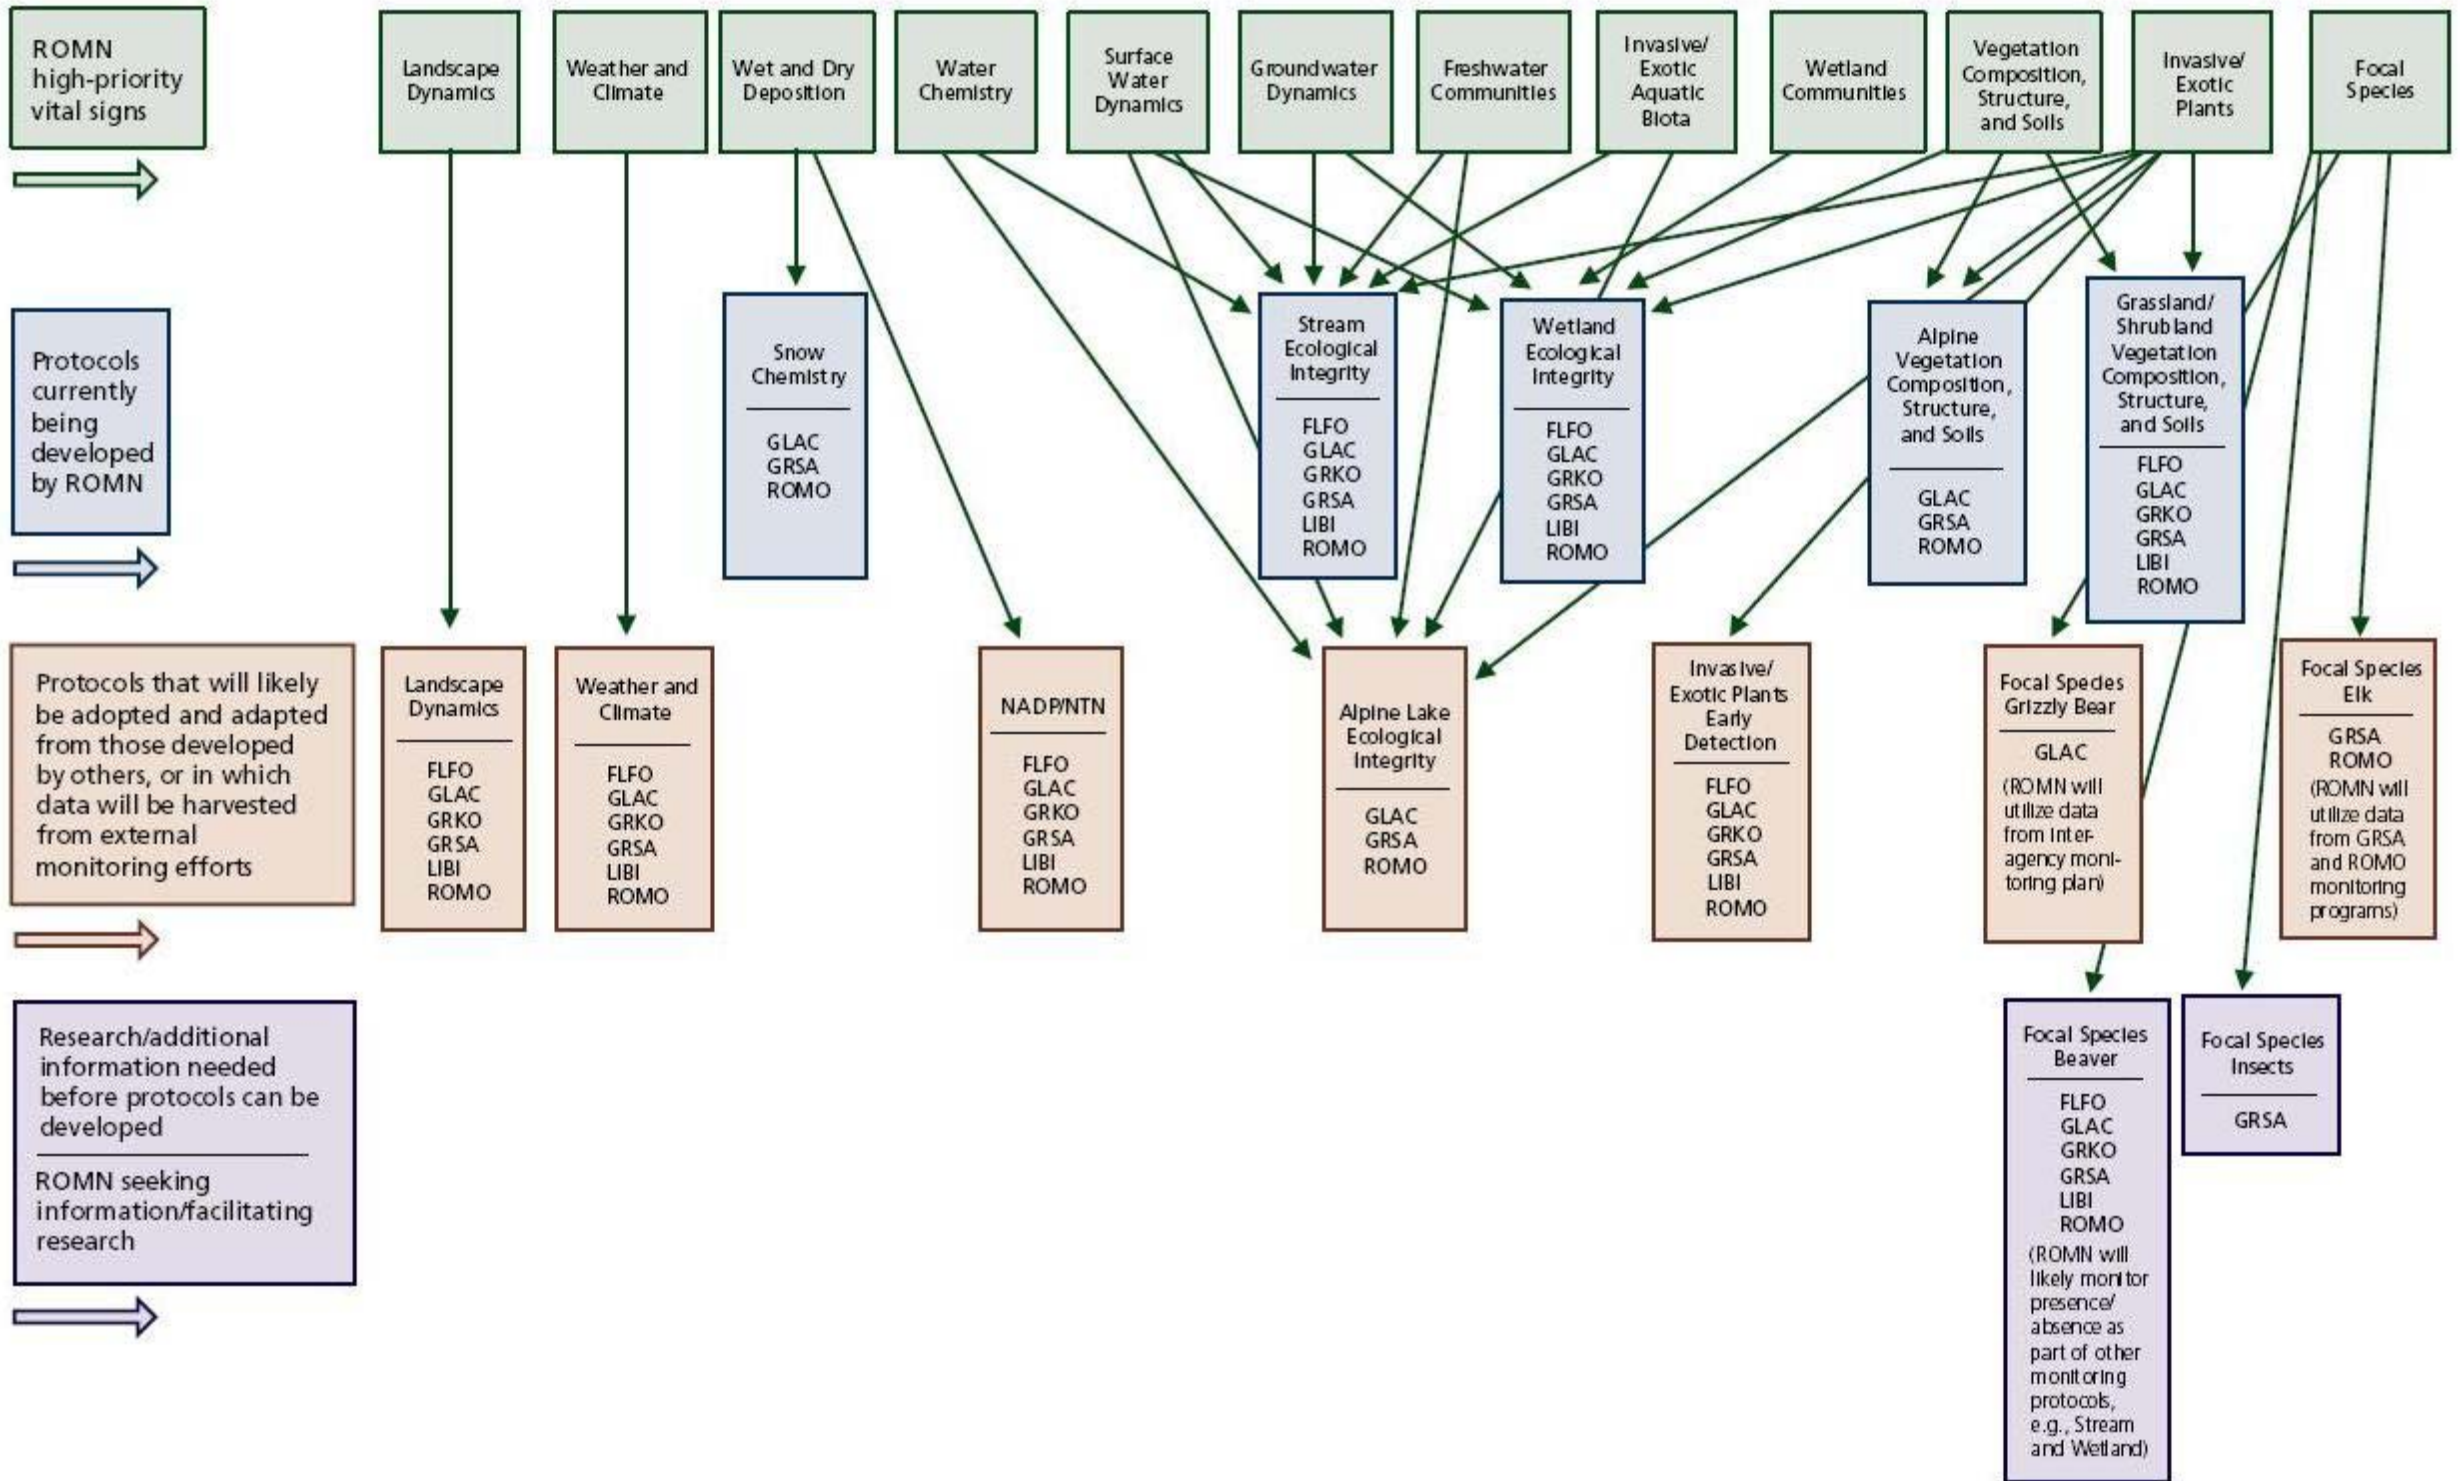 ROMN
high-priority
vital signs
Landscape
Dynamics
Weather and
Climate
Wet and Dry
Deposition
Water
Chemistry
Surface
Water
Dynamics
Groundwater
Dynamics
Freshwater
Communities
Invasive/
Exotic
Aquatic
Biota
Wetland
Communities
Vegetation
Composition,
Structure,
and Soils
Invasive/
Exotic
Plants
Focal
Species
Protocols
currently
being
developed
by ROMN
Snow
Chemistry
GLAC
GRSA
ROMO
Stream
Ecological
Integrity
FLFO
GLAC
GRKO
GRSA
LIBI
ROMO
Wetland
Ecological
Integrity
FLFO
GLAC
GRKO
GRSA
LIBI
ROMO
Alpine
Vegetation
Composition,
Structure,
and Soils
GLAC
GRSA
ROMO
Grassland/
Shrubland
Vegetation
Composition,
Structure,
and Soils
FLFO
GLAC
GRKO
GRSA
LIBI
ROMO
Protocols that will likely
be adopted and adapted
from those developed
by others, or in which
data will be harvested
from external
monitoring efforts
Landscape
Dynamics
FLFO
GLAC
GRKO
GRSA
LIBI
ROMO
Weather and
Climate
FLFO
GLAC
GRKO
GRSA
LIBI
ROMO
NADP/NTN
FLFO
GLAC
GRKO
GRSA
LIBI
ROMO
Alpine Lake
Ecological
Integrity
GLAC
GRSA
ROMO
Invasive/
Exotic Plants
Early
Detection
FLFO
GLAC
GRKO
GRSA
LIBI
ROMO
Focal Species
Grizzly Bear
GLAC
(ROMN will
utilize data
from inter-
agency moni-
toring plan)
Focal Species
Elk
GRSA
ROMO
(ROMN will
utilize data
from GRSA
and ROMO
monitoring
programs)
Research/additional
information needed
before protocols can be
developed
ROMN seeking
information/facilitating
research
Focal Species
Beaver
FLFO
GLAC
GRKO
GRSA
LIBI
ROMO
(ROMN will
likely monitor
presence/
absence as
part of other
monitoring
protocols,
e.g., Stream
and Wetland)
Focal Species
Insects
GRSA